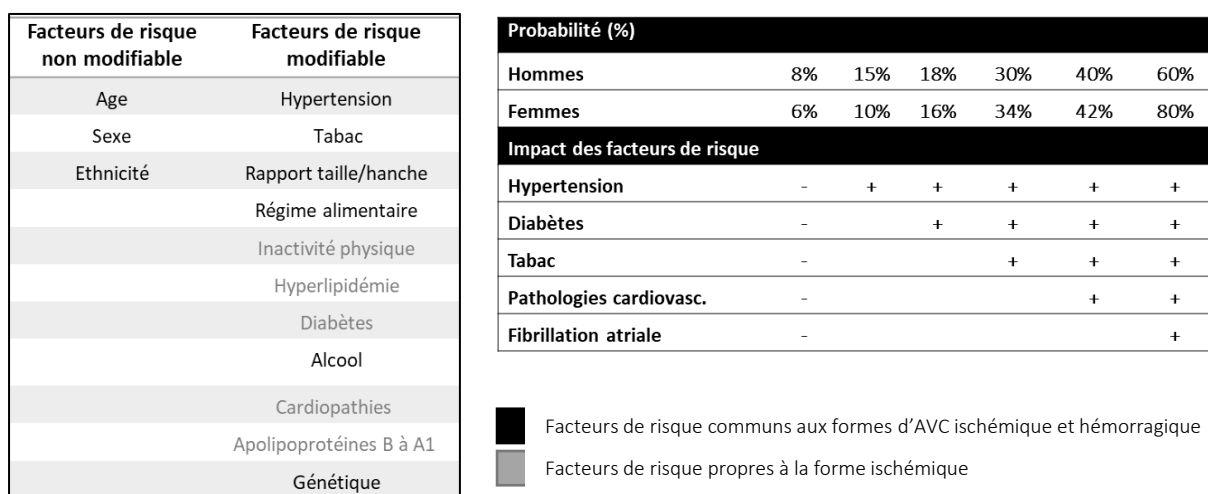 Facteurs de risque non modifiable Facteurs de risque modifiable
Age Hypertension
Sexe Tabac
Ethnicité Rapport taille/hanche
Régime alimentaire
Inactivité physique
Hyperlipidémie
Diabètes
Alcool
Cardiopathies
Apolipoprotéines B à A1
Génétique
Probabilité (%)
Hommes 8% 15% 18% 30% 40% 60%
Femmes 6% 10% 16% 34% 42% 80%
Impact des facteurs de risque
Hypertension - + + + + +
Diabètes - + + + +
Tabac - + + +
Pathologies cardiovasc. - + +
Fibrillation atriale - +
Facteurs de risque communs aux formes d'AVC ischémique et hémorragique
Facteurs de risque propres à la forme ischémique